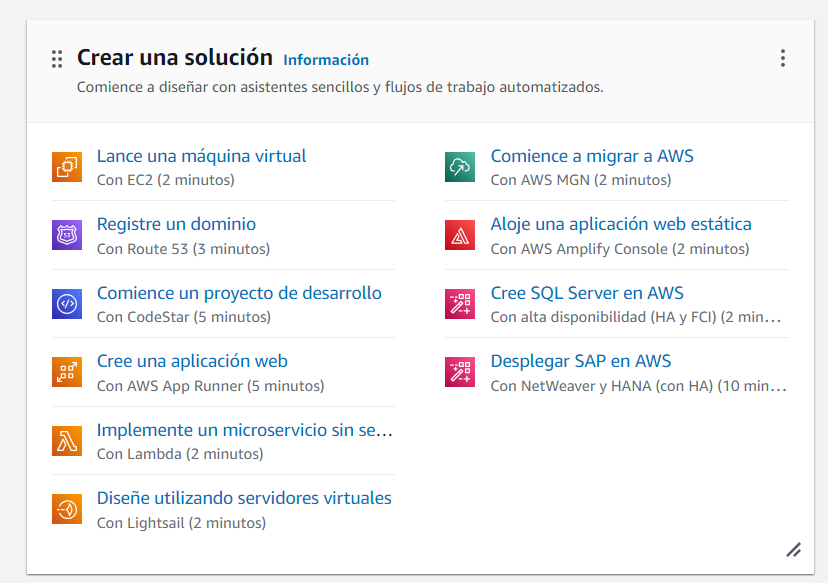 Crear una solución Información
Comience a diseñar con asistentes sencillos y flujos de trabajo automatizados.
Lance una máquina virtual
Con EC2 (2 minutos)
Registre un dominio
Con Route 53 (3 minutos)
Comience un proyecto de desarrollo
Con CodeStar (5 minutos)
Cree una aplicación web
Con AWS App Runner (5 minutos)
Implemente un microservicio sin se...
Con Lambda (2 minutos)
Diseñe utilizando servidores virtuales
Con Lightsail (2 minutos)
Comience a migrar a AWS
Con AWS MGN (2 minutos)
Aloje una aplicación web estática
Con AWS Amplify Console (2 minutos)
Cree SQL Server en AWS
Con alta disponibilidad (HA y FCI) (2 min...
Desplegar SAP en AWS
Con NetWeaver y HANA (con HA) (10 min...